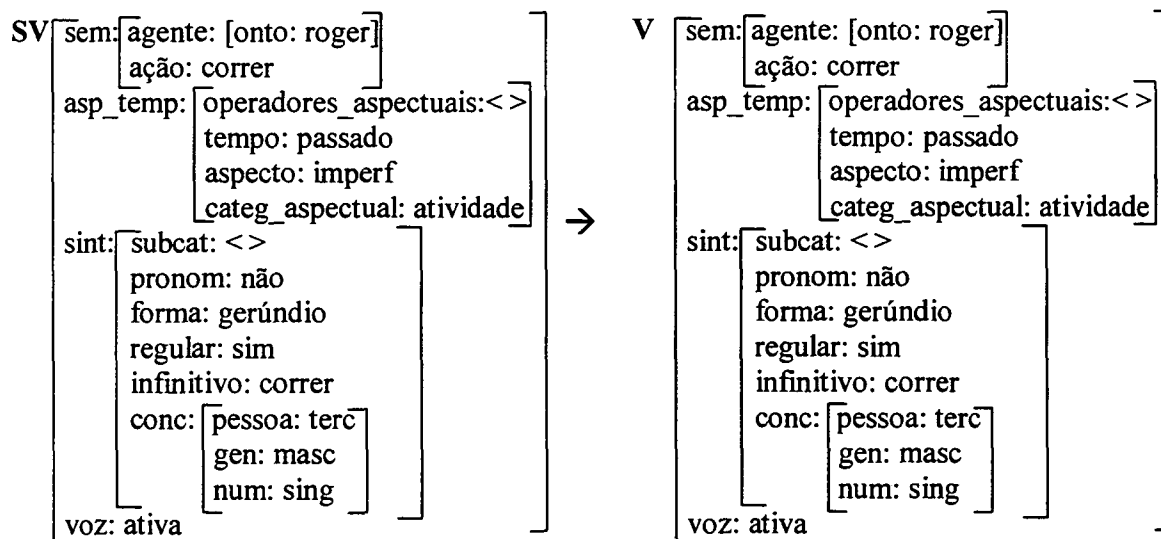 SV sem: agente: [onto: roger]
ação: correr
asp_temp: operadores_aspectuais:< >
tempo: passado
aspecto: imperf
categ_aspectual: atividade
sint: subcat: < >
pronom: não
forma: gerúndio
regular: sim
infinitivo: correr
conc: pessoa: terc
gen: masc
num: sing
voz: ativa
→
V sem: agente: [onto: roger]
ação: correr
asp_temp: operadores_aspectuais:< >
tempo: passado
aspecto: imperf
categ_aspectual: atividade
sint: subcat: < >
pronom: não
forma: gerúndio
regular: sim
infinitivo: correr
conc: pessoa: terc
gen: masc
num: sing
voz: ativa